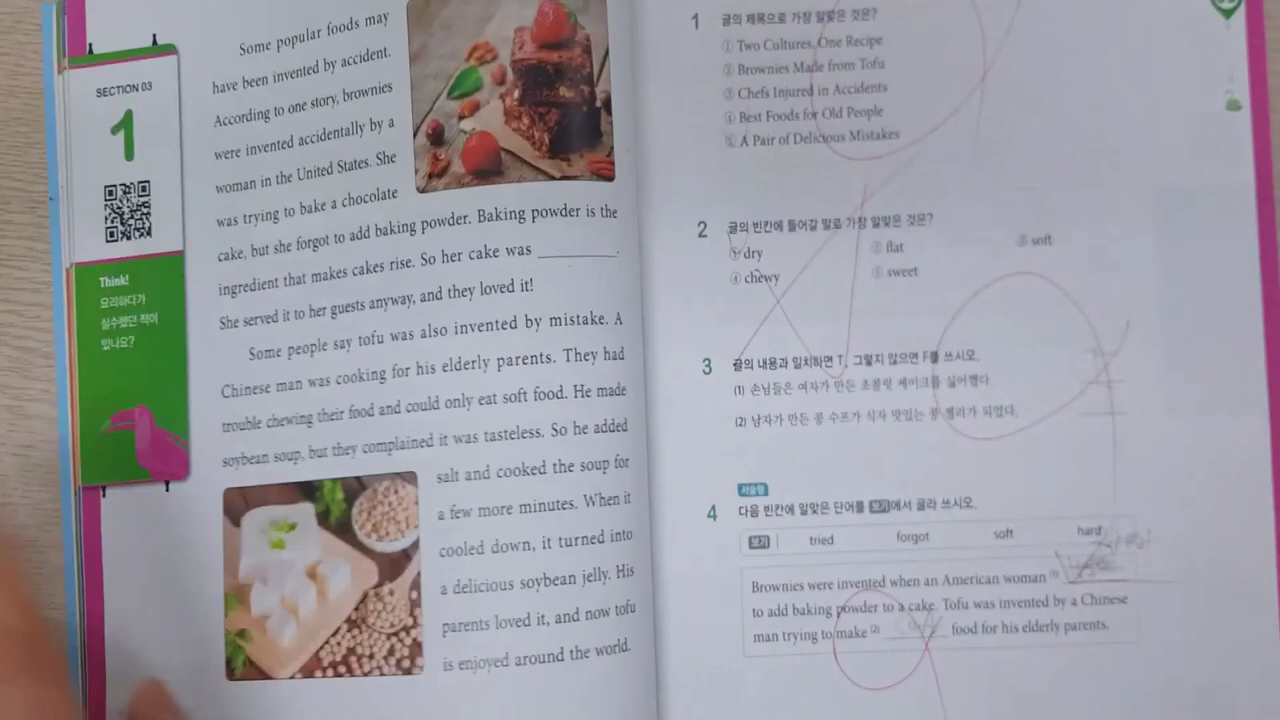 SECTION 03
1
Think!
요리하다가
실수했던 적이
있나요?
Some popular foods may
have been invented by accident.
According to one story, brownies
were invented accidentally by a
woman in the United States. She
was trying to bake a chocolate
cake, but she forgot to add baking powder. Baking powder is the
ingredient that makes cakes rise. So her cake was ________.
She served it to her guests anyway, and they loved it!
Some people say tofu was also invented by mistake. A
Chinese man was cooking for his elderly parents. They had
trouble chewing their food and could only eat soft food. He made
soybean soup, but they complained it was tasteless. So he added
salt and cooked the soup for
a few more minutes. When it
cooled down, it turned into
a delicious soybean jelly. His
parents loved it, and now tofu
is enjoyed around the world.
1 글의 제목으로 가장 알맞은 것은?
① Two Cultures, One Recipe
② Brownies Made from Tofu
③ Chefs Injured in Accidents
④ Best Foods for Old People
⑤ A Pair of Delicious Mistakes
2 글의 빈칸에 들어갈 말로 가장 알맞은 것은?
① dry ② flat ③ soft
④ chewy ⑤ sweet
3 글의 내용과 일치하면 T, 그렇지 않으면 F를 쓰시오.
(1) 손님들은 여자가 만든 초콜릿 케이크를 싫어했다.
(2) 남자가 만든 콩 수프가 식자 맛있는 콩 젤리가 되었다.
서술형
4 다음 빈칸에 알맞은 단어를 보기에서 골라 쓰시오.
보기 tried forgot soft hard
Brownies were invented when an American woman (1)
to add baking powder to a cake. Tofu was invented by a Chinese
man trying to make (2) food for his elderly parents.